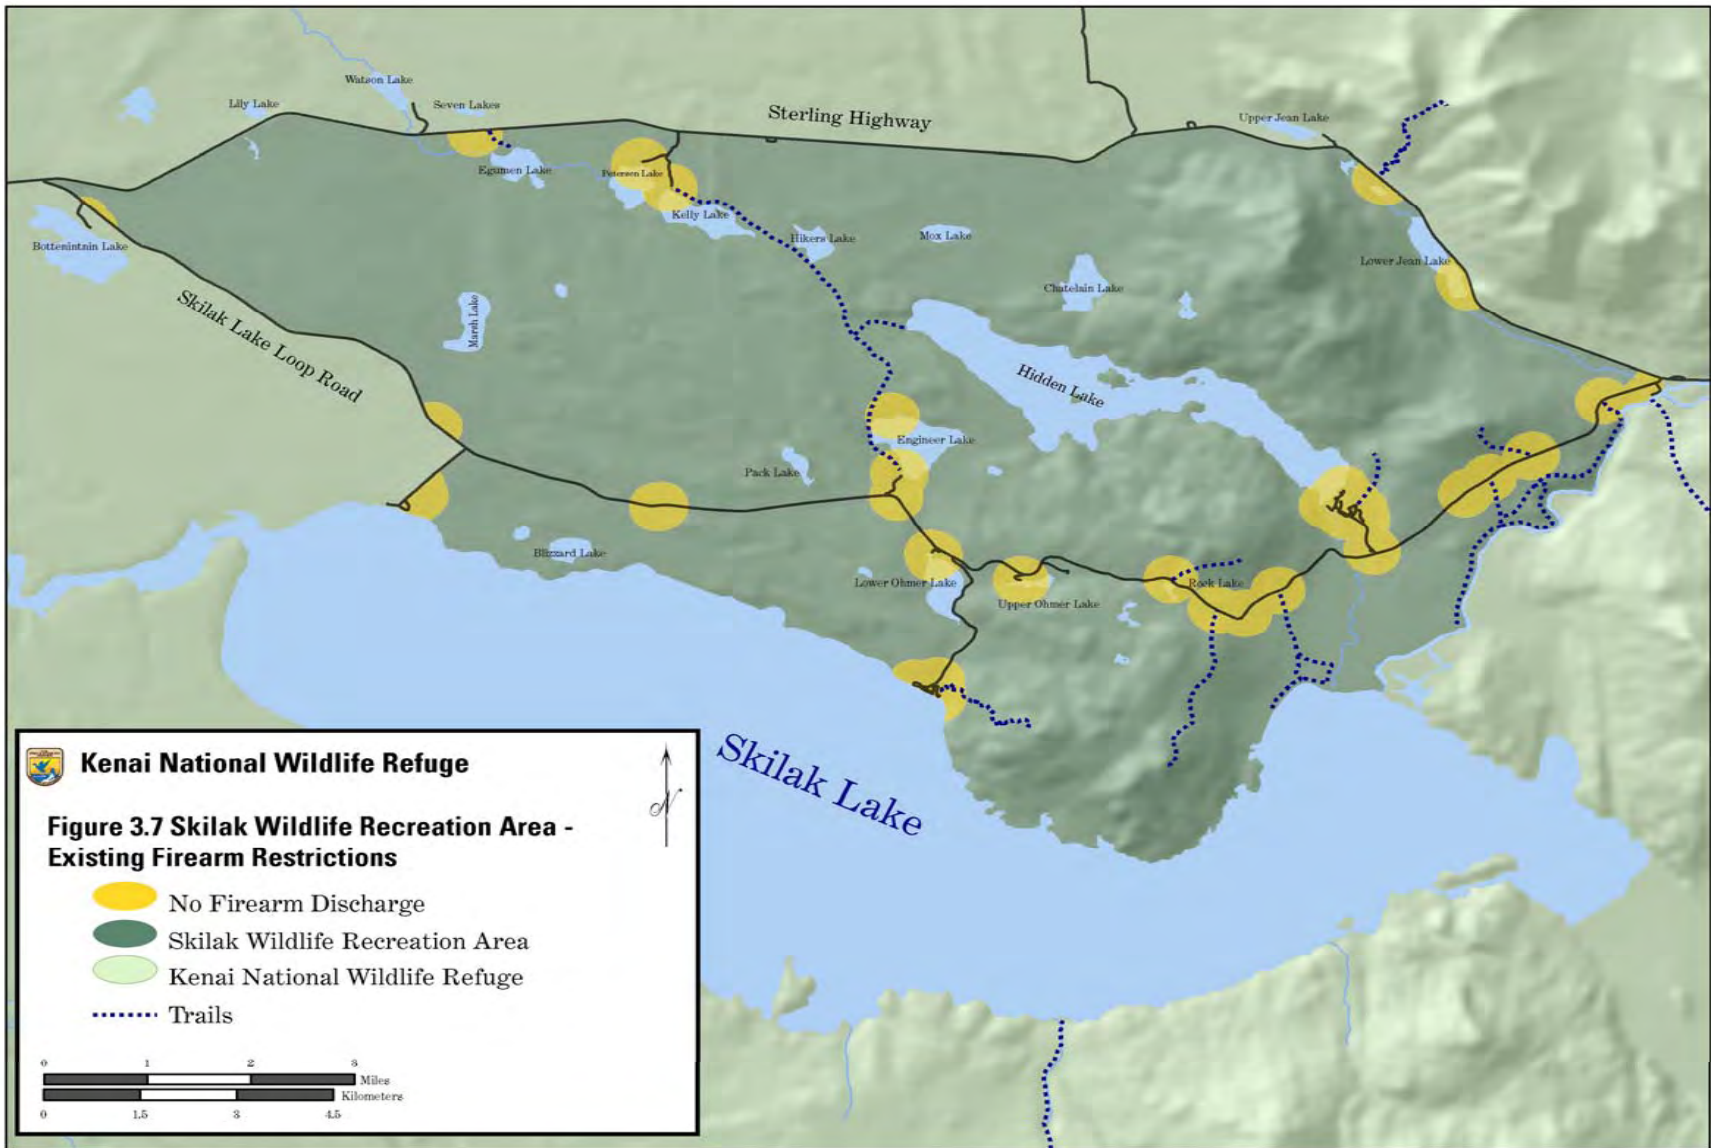 Watson Lake
Lily Lake
Seven Lakes
Sterling Highway
Upper Jean Lake
Egumen Lake
Petersen Lake
Kelly Lake
Hikers Lake
Mox Lake
Bottenintnin Lake
Lower Jean Lake
Chatelain Lake
Skilak Lake Loop Road
Marsh Lake
Hidden Lake
Engineer Lake
Pack Lake
Blizzard Lake
Lower Ohmer Lake
Upper Ohmer Lake
Rock Lake
Skilak Lake
Kenai National Wildlife Refuge
N
Figure 3.7 Skilak Wildlife Recreation Area -
Existing Firearm Restrictions
No Firearm Discharge
Skilak Wildlife Recreation Area
Kenai National Wildlife Refuge
Trails
0 1 2 3
Miles
Kilometers
0 1.5 3 4.5